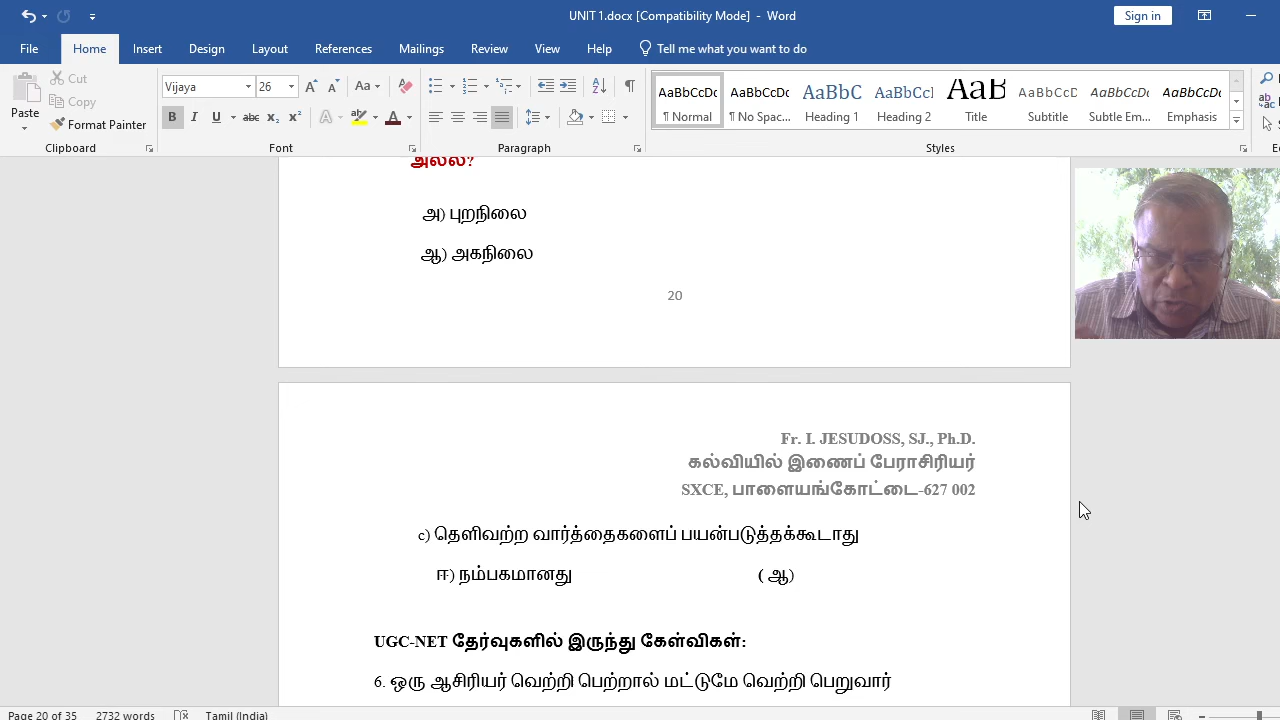 UNIT 1.docx [Compatibility Mode] - Word
Sign in
File Home Insert Design Layout References Mailings Review View Help Tell me what you want to do
Paste
Cut
Copy
Format Painter
Vijaya 26
AaBbCcDc AaBbCcDc AaBbC AaBbCcI AaB AaBbCcD AaBbCcDt AaBbCcDt
¶ Normal ¶ No Spac... Heading 1 Heading 2 Title Subtitle Subtle Em... Emphasis
Clipboard Font Paragraph Styles
அல்ல?
அ) புறநிலை
ஆ) அகநிலை
20
Fr. I. JESUDOSS, SJ., Ph.D.
கல்வியில் இணைப் பேராசிரியர்
SXCE, பாளையங்கோட்டை-627 002
c) தெளிவற்ற வார்த்தைகளைப் பயன்படுத்தக்கூடாது
ஈ) நம்பகமானது ( ஆ)
UGC-NET தேர்வுகளில் இருந்து கேள்விகள்:
6. ஒரு ஆசிரியர் வெற்றி பெற்றால் மட்டுமே வெற்றி பெறுவார்
Page 20 of 35 2732 words Tamil (India)